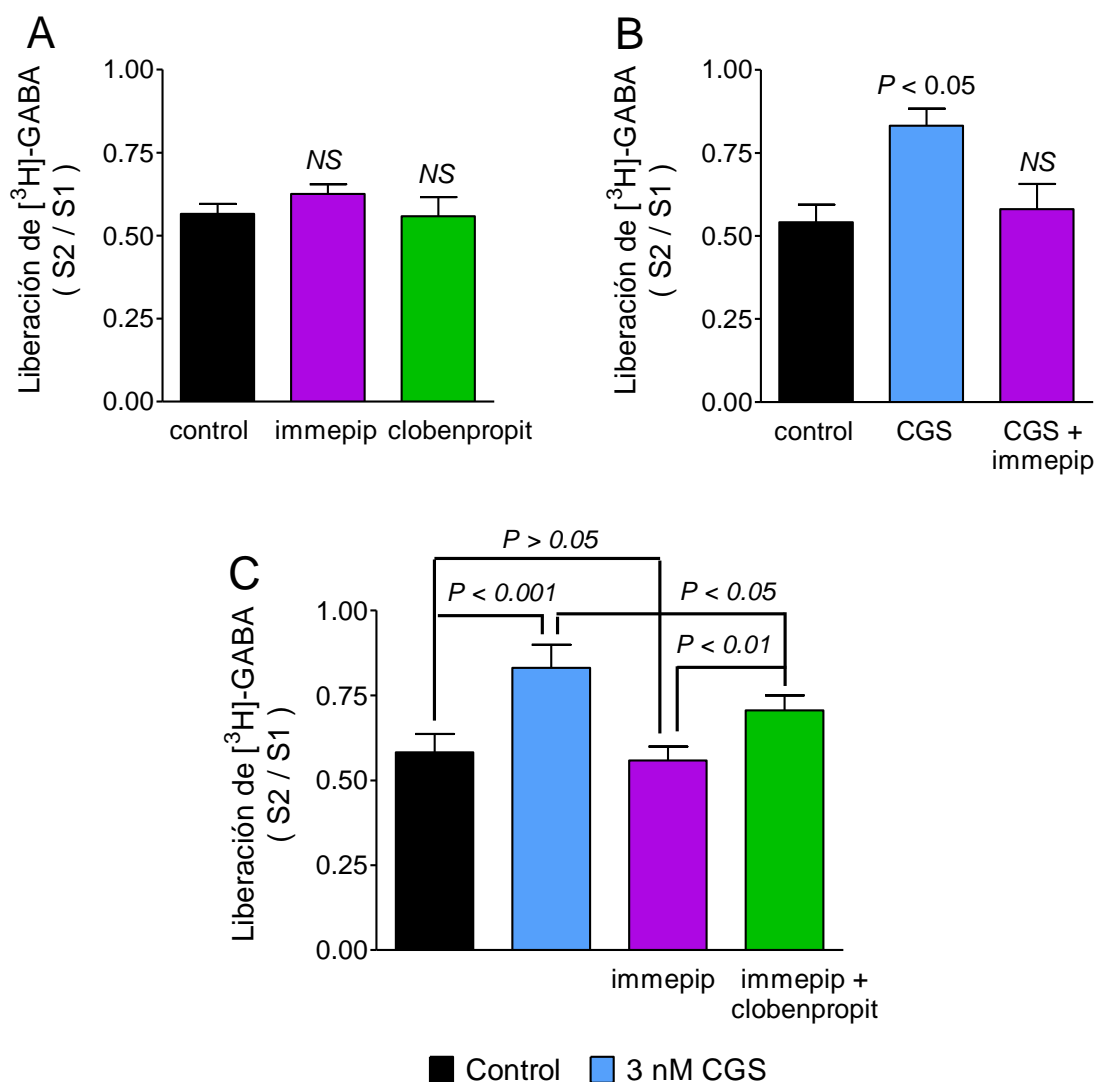 A
Liberación de [³H]-GABA
( S2 / S1 )
1.00
0.75
0.50
0.25
0.00
NS
NS
control immepip clobenpropit
B
Liberación de [³H]-GABA
( S2 / S1 )
1.00
0.75
0.50
0.25
0.00
P < 0.05
NS
control CGS CGS +
immepip
C
Liberación de [³H]-GABA
( S2 / S1 )
1.00
0.75
0.50
0.25
0.00
P > 0.05
P < 0.001
P < 0.05
P < 0.01
immepip immepip +
clobenpropit
Control 3 nM CGS